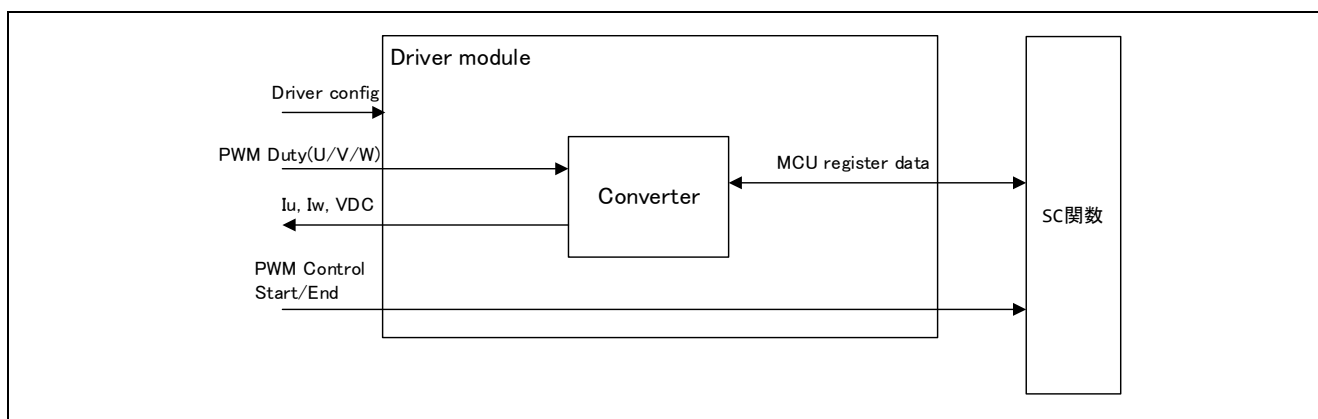 Driver module
Driver config
PWM Duty(U/V/W)
MCU register data
Converter
Iu, Iw, VDC
SC関数
PWM Control
Start/End